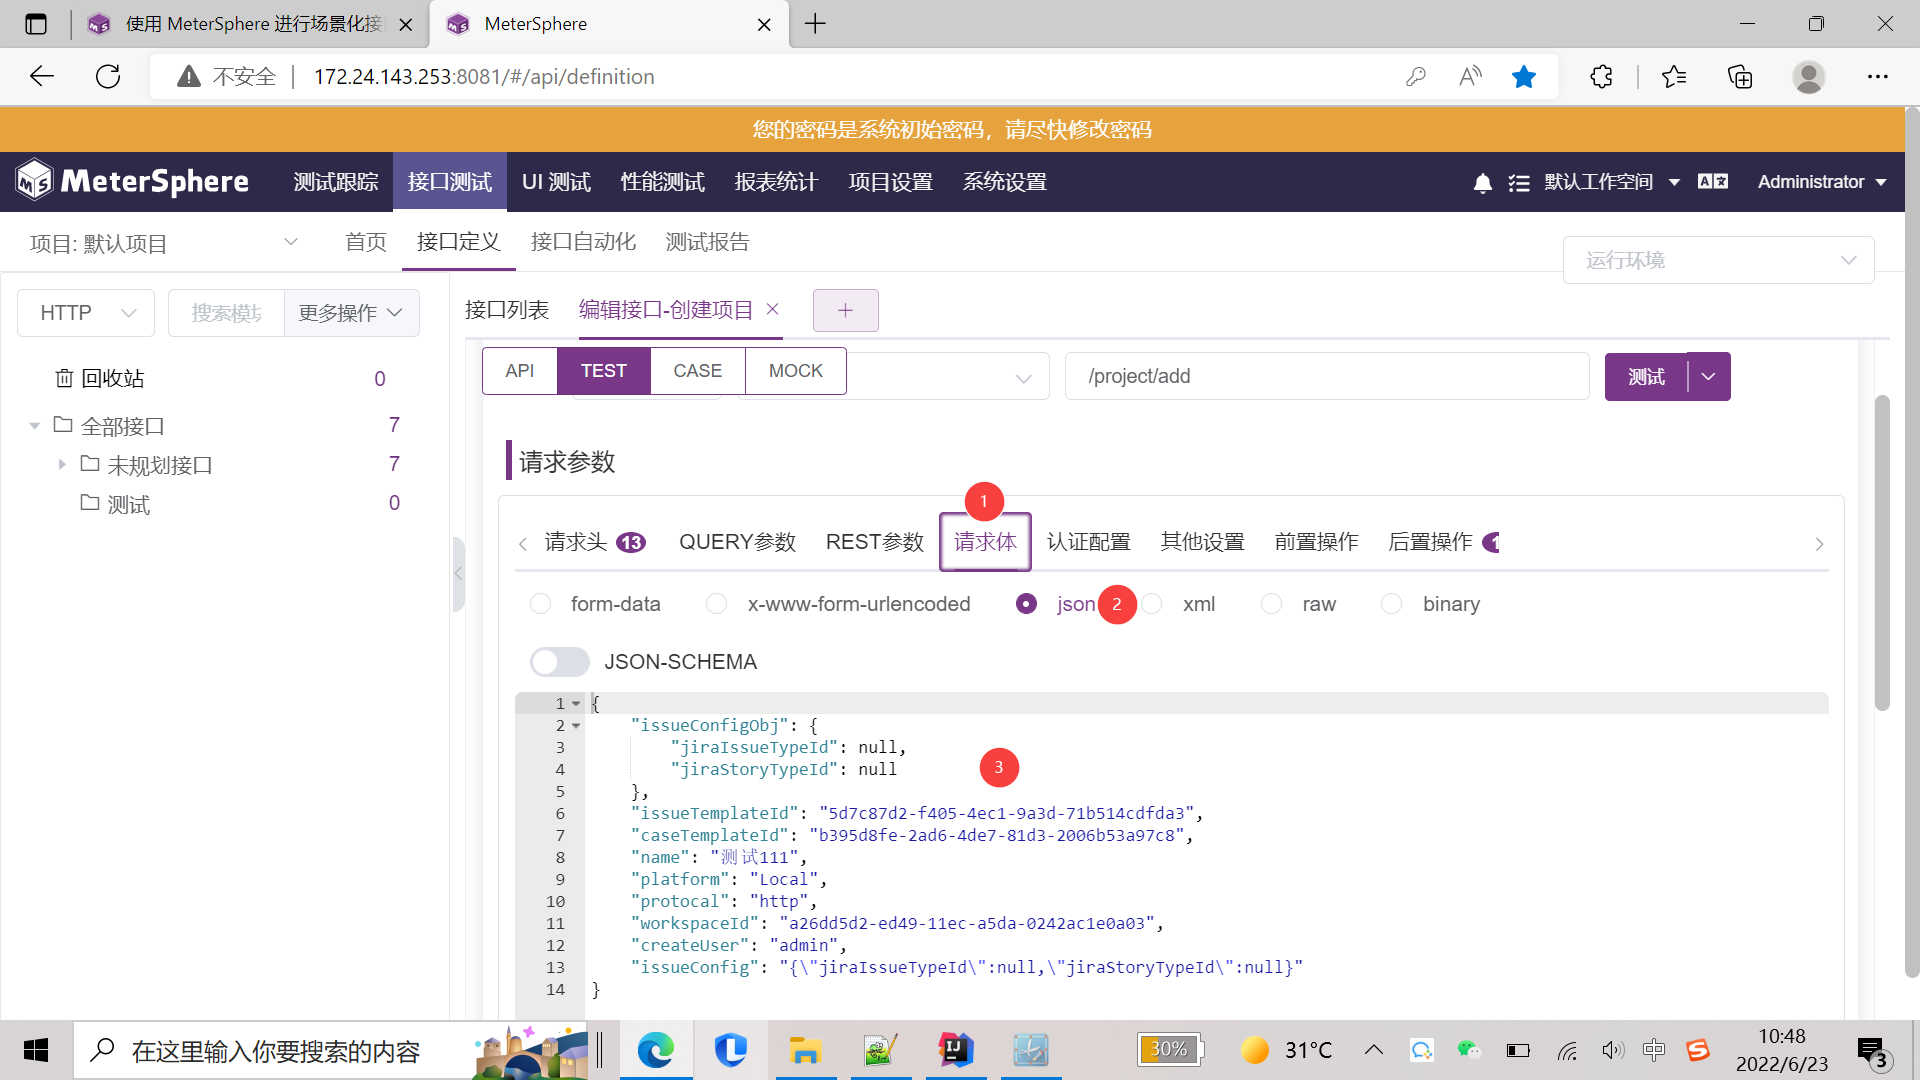 使用 MeterSphere 进行场景化接
MeterSphere
不安全
172.24.143.253:8081/#/api/definition
您的密码是系统初始密码，请尽快修改密码
MeterSphere
测试跟踪
接口测试
UI 测试
性能测试
报表统计
项目设置
系统设置
默认工作空间
Administrator
项目: 默认项目
首页
接口定义
接口自动化
测试报告
运行环境
HTTP
搜索模块
更多操作
接口列表
编辑接口-创建项目
回收站 0
全部接口 7
未规划接口 7
测试 0
API
TEST
CASE
MOCK
/project/add
测试
请求参数
1
请求头 13
QUERY参数
REST参数
请求体
认证配置
其他设置
前置操作
后置操作 1
form-data
x-www-form-urlencoded
json
2
xml
raw
binary
JSON-SCHEMA
1 {
2 "issueConfigObj": {
3 "jiraIssueTypeId": null,
4 "jiraStoryTypeId": null
3
5 },
6 "issueTemplateId": "5d7c87d2-f405-4ec1-9a3d-71b514cdfda3",
7 "caseTemplateId": "b395d8fe-2ad6-4de7-81d3-2006b53a97c8",
8 "name": "测试111",
9 "platform": "Local",
10 "protocal": "http",
11 "workspaceId": "a26dd5d2-ed49-11ec-a5da-0242ac1e0a03",
12 "createUser": "admin",
13 "issueConfig": "{\"jiraIssueTypeId\":null,\"jiraStoryTypeId\":null}"
14 }
在这里输入你要搜索的内容
30%
31°C
中
10:48
2022/6/23
3